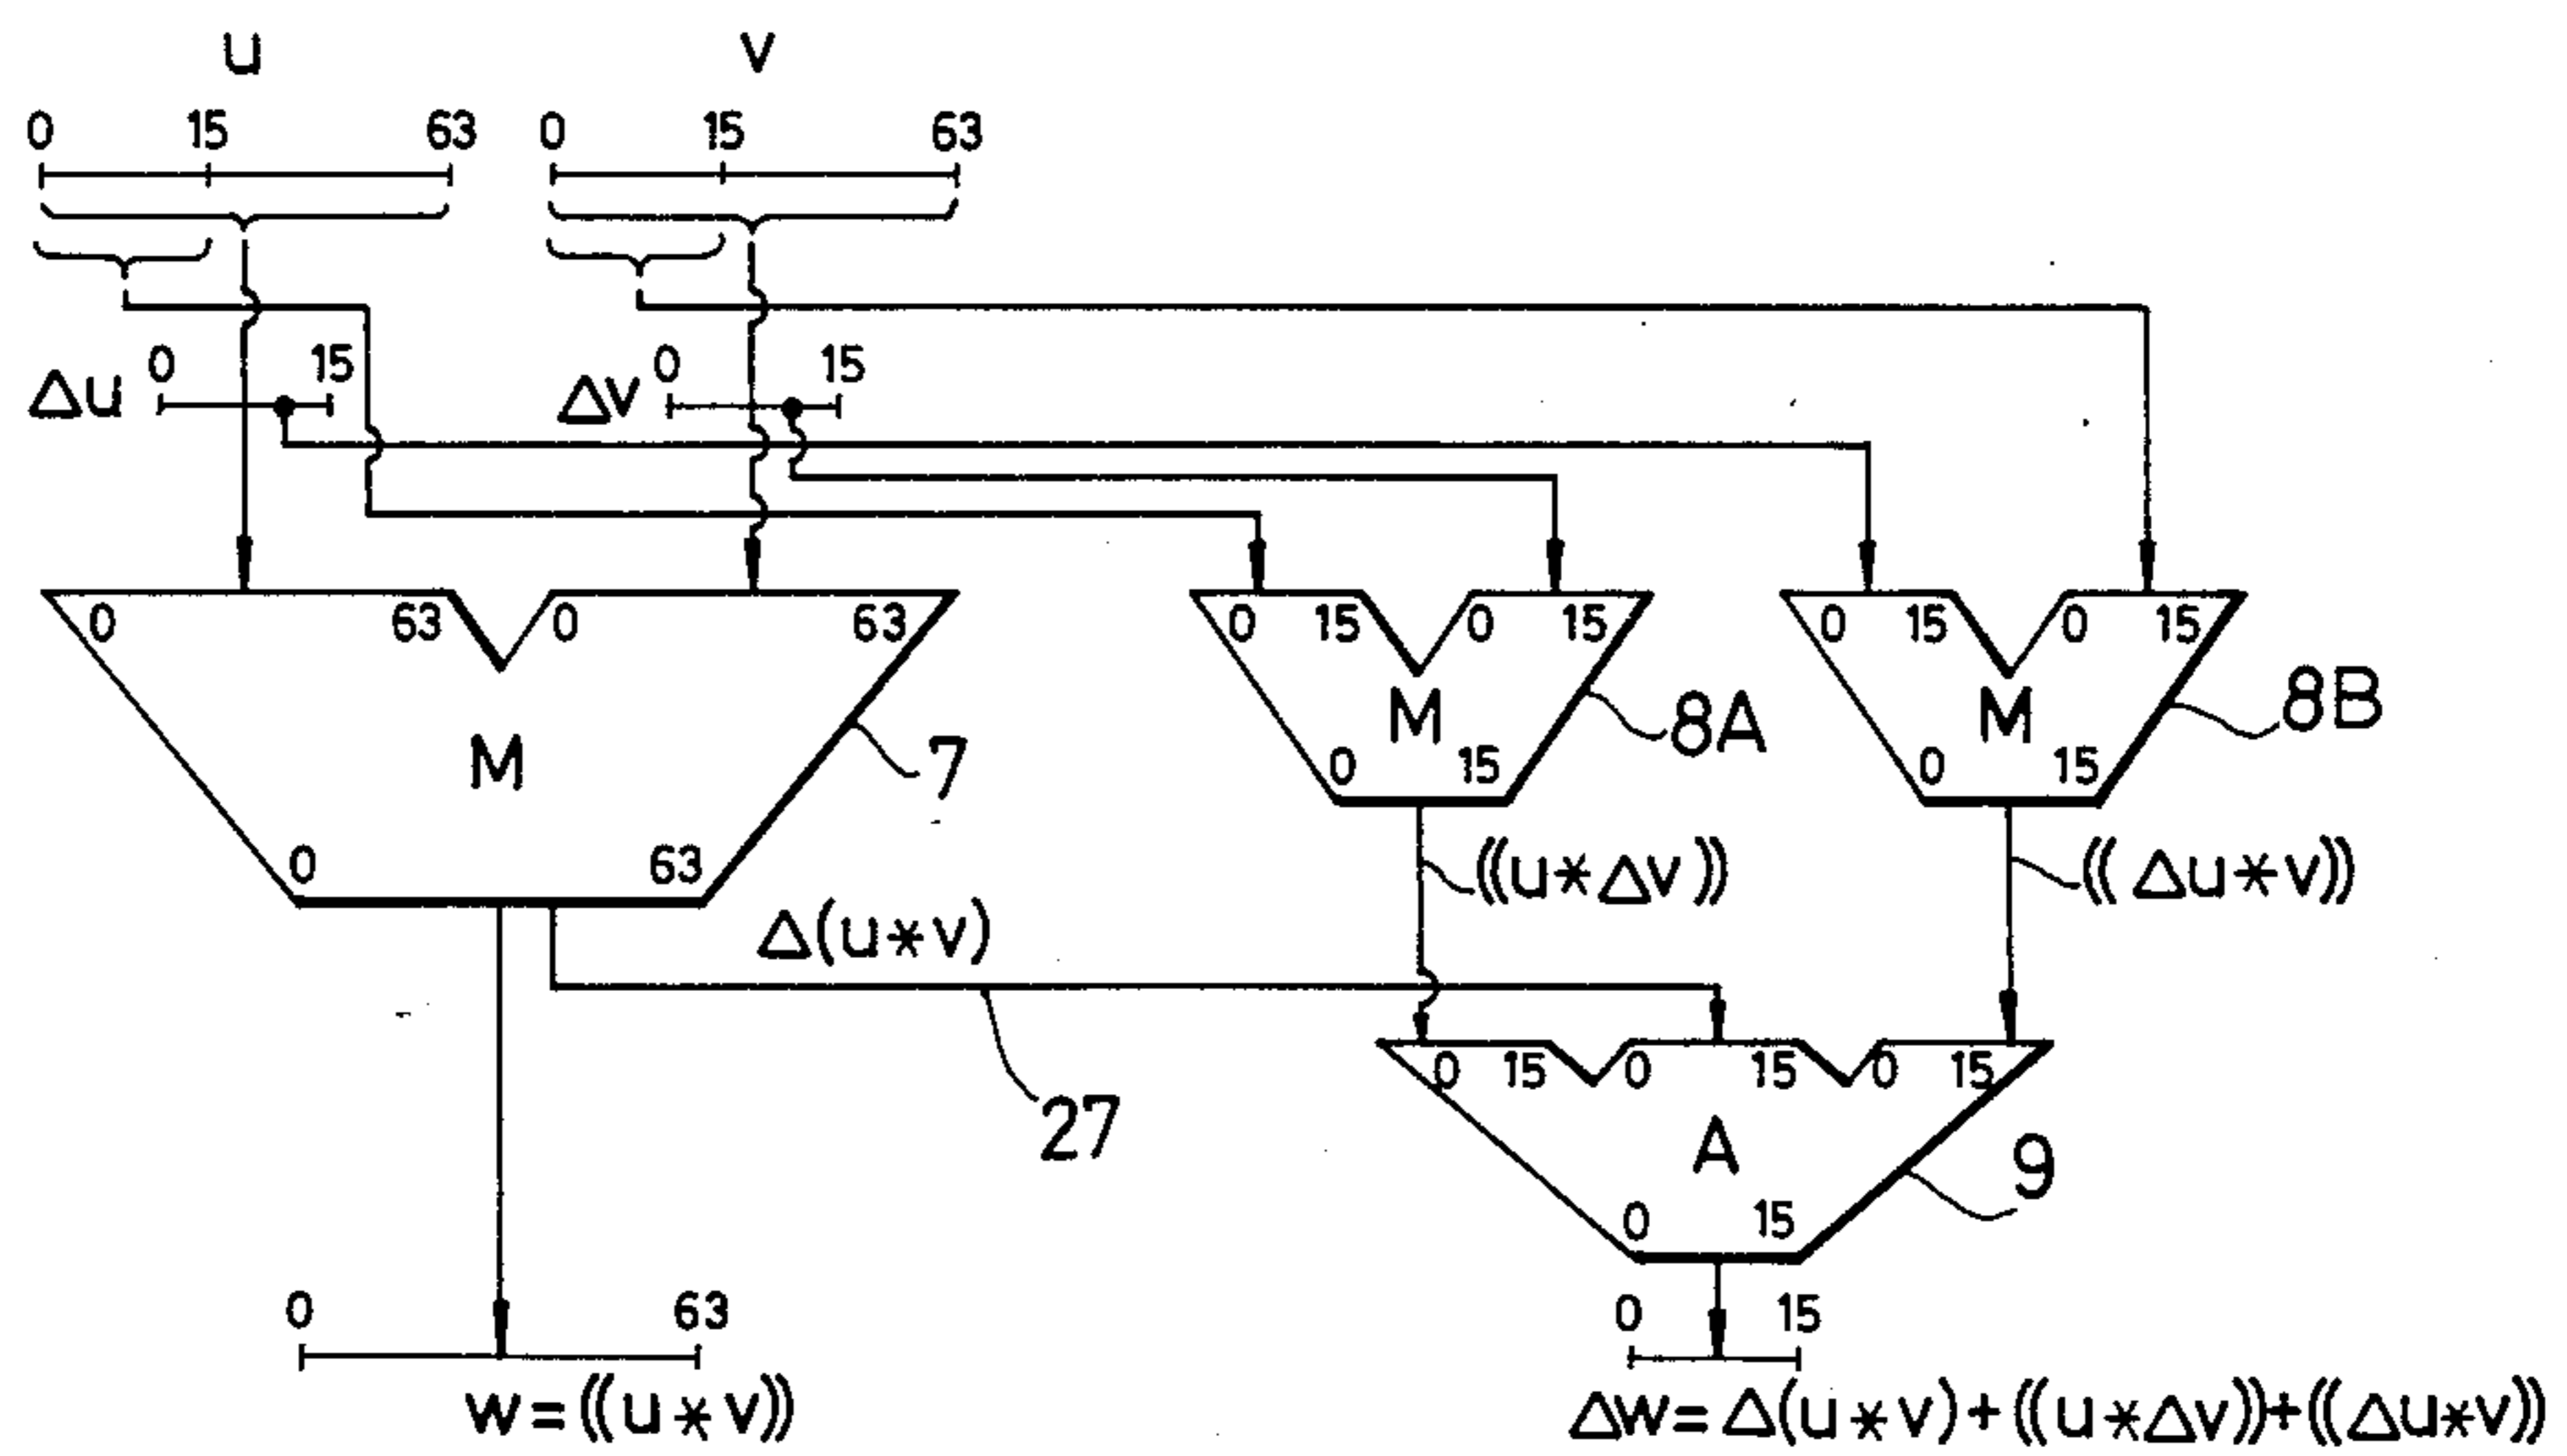 u v
0 15 63 0 15 63
Δu 0 15 Δv 0 15
0 63 0 63 0 15 0 15 0 15 0 15
M 7 M 8A M 8B
0 15 0 15
0 63 ((u*Δv)) ((Δu*v))
Δ(u*v)
27
0 15 0 15 0 15
A 9
0 15
0 63 0 15
w=((u*v)) Δw=Δ(u*v)+((u*Δv))+((Δu*v))